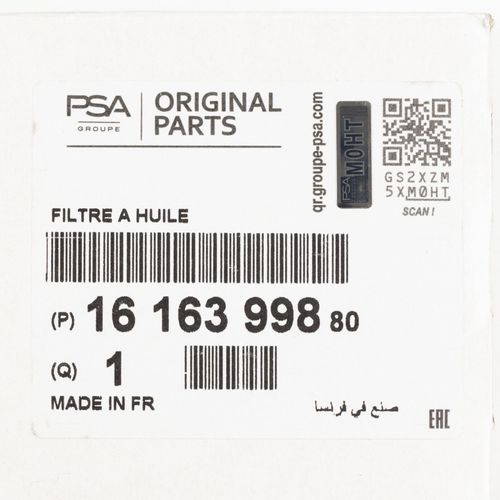 PSA
GROUPE
ORIGINAL
PARTS
qr.groupe-psa.com
PSA M0HT
GS2XZM
5XM0HT
SCAN!
FILTRE A HUILE
(P) 16 163 998 80
(Q) 1
MADE IN FR
صنع في فرنسا
EAC